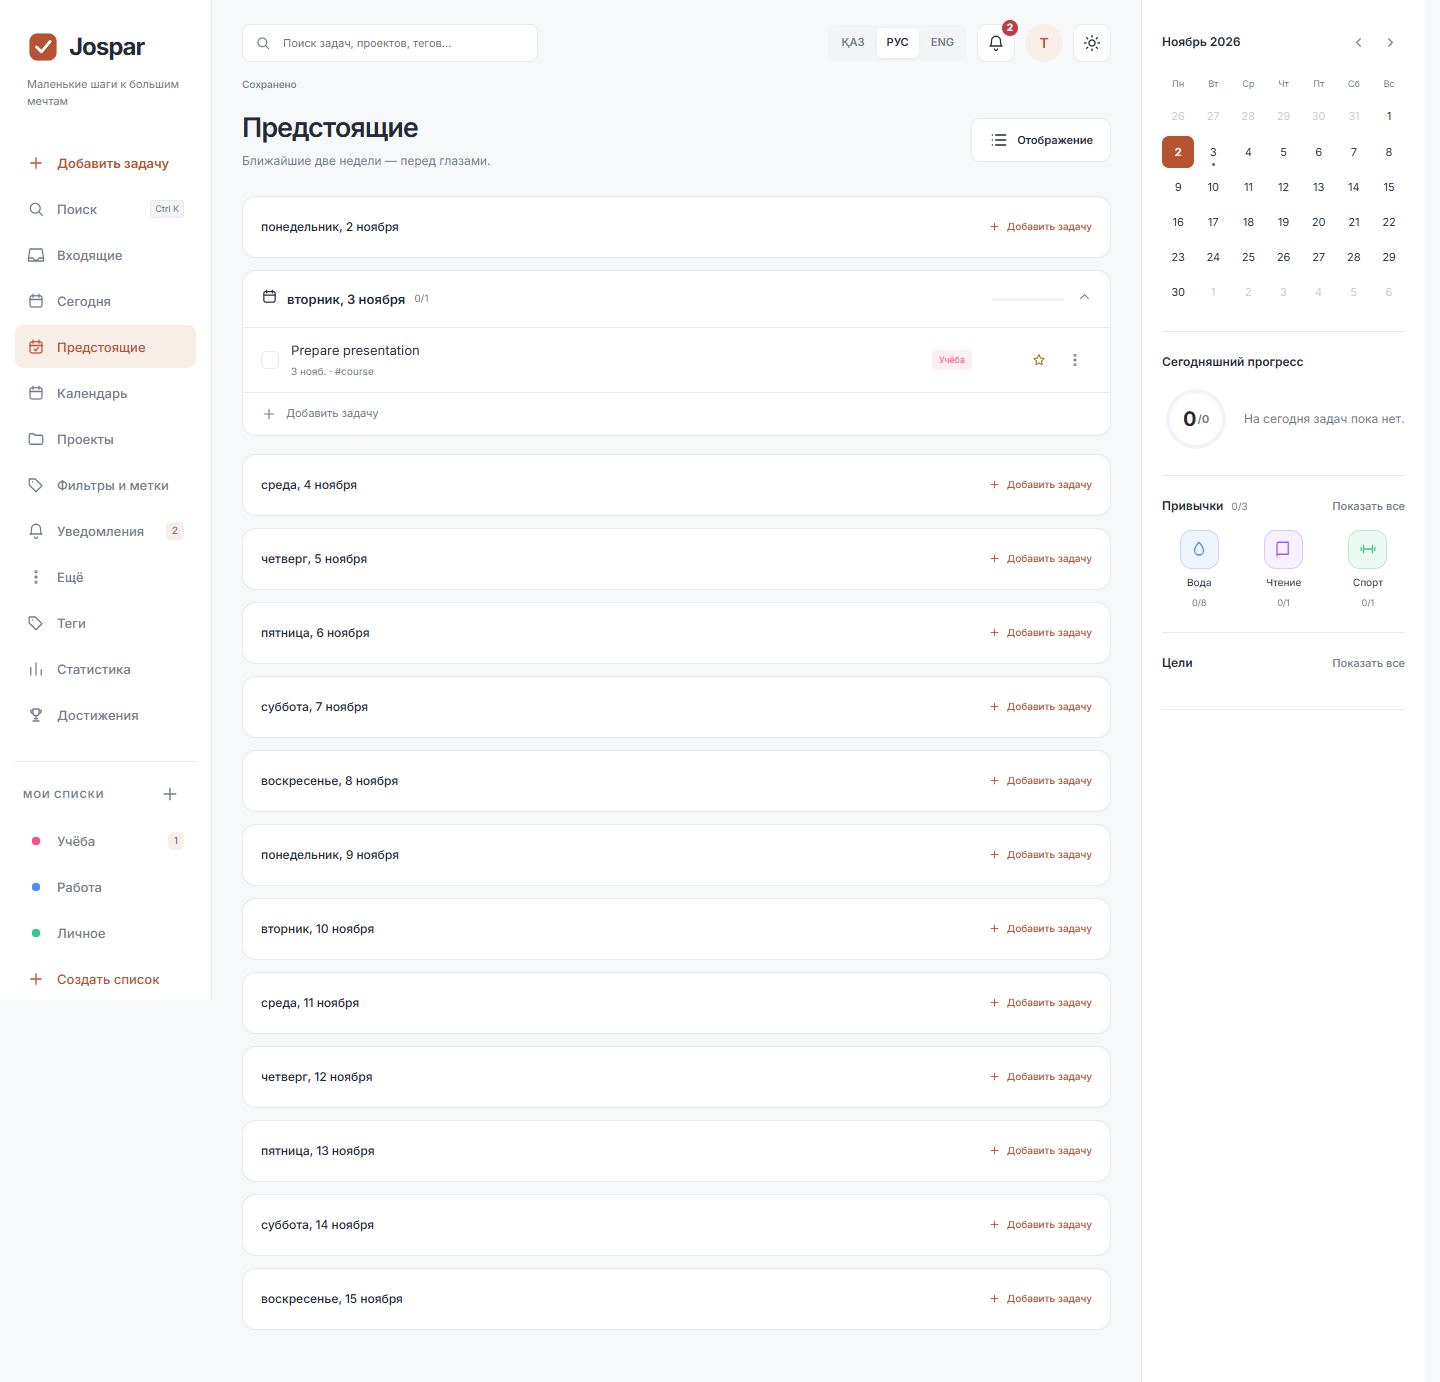 Jospar
Маленькие шаги к большим
мечтам
Добавить задачу
Поиск
Ctrl K
Входящие
Сегодня
Предстоящие
Календарь
Проекты
Фильтры и метки
Уведомления
2
Ещё
Теги
Статистика
Достижения
МОИ СПИСКИ
Учёба
1
Работа
Личное
Создать список
Поиск задач, проектов, тегов...
ҚАЗ
РУС
ENG
2
Т
Сохранено
Предстоящие
Ближайшие две недели — перед глазами.
Отображение
понедельник, 2 ноября
Добавить задачу
вторник, 3 ноября 0/1
Prepare presentation
3 нояб. · #course
Учёба
Добавить задачу
среда, 4 ноября
Добавить задачу
четверг, 5 ноября
Добавить задачу
пятница, 6 ноября
Добавить задачу
суббота, 7 ноября
Добавить задачу
воскресенье, 8 ноября
Добавить задачу
понедельник, 9 ноября
Добавить задачу
вторник, 10 ноября
Добавить задачу
среда, 11 ноября
Добавить задачу
четверг, 12 ноября
Добавить задачу
пятница, 13 ноября
Добавить задачу
суббота, 14 ноября
Добавить задачу
воскресенье, 15 ноября
Добавить задачу
Ноябрь 2026
Пн Вт Ср Чт Пт Сб Вс
26 27 28 29 30 31 1
2 3 4 5 6 7 8
9 10 11 12 13 14 15
16 17 18 19 20 21 22
23 24 25 26 27 28 29
30 1 2 3 4 5 6
Сегодняшний прогресс
0/0
На сегодня задач пока нет.
Привычки 0/3
Показать все
Вода Чтение Спорт
0/8 0/1 0/1
Цели
Показать все